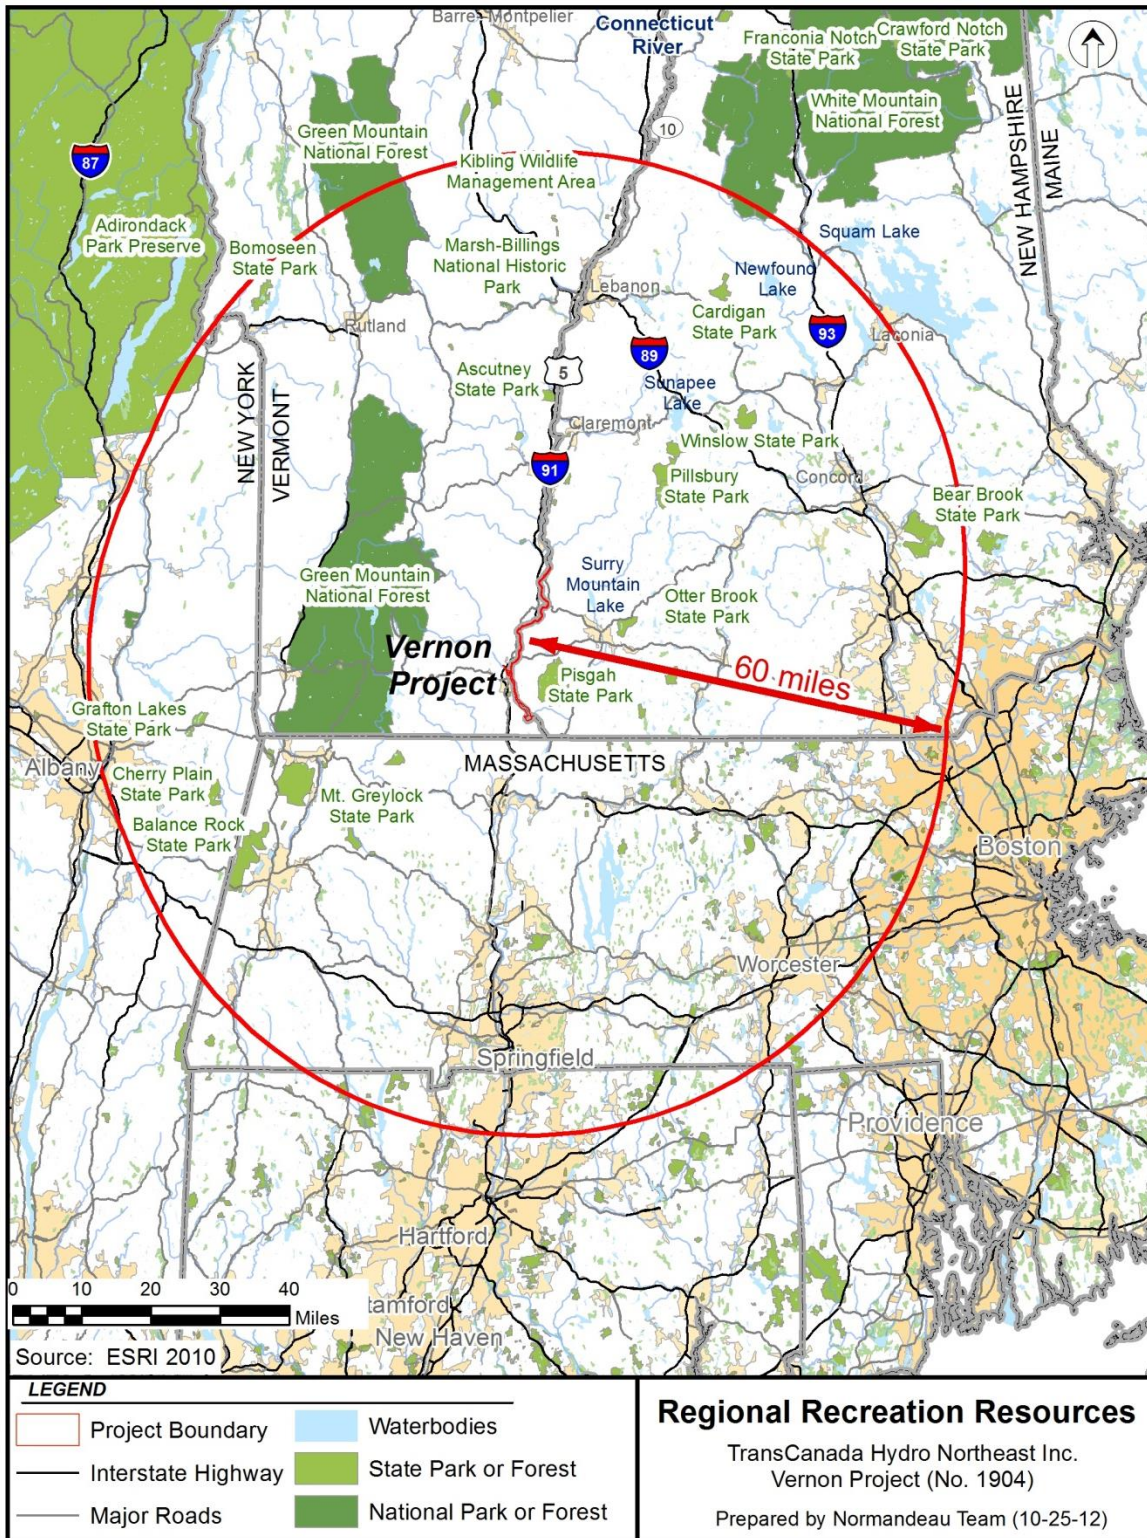 Barre-Montpelier
Connecticut
River
Franconia Notch
State Park
Crawford Notch
State Park
White Mountain
National Forest
10
87
Green Mountain
National Forest
Kibling Wildlife
Management Area
NEW HAMPSHIRE
MAINE
Adirondack
Park Preserve
Bomoseen
State Park
Marsh-Billings
National Historic
Park
Squam Lake
Newfound
Lake
Lebanon
Cardigan
State Park
93
Laconia
Rutland
89
5
Ascutney
State Park
Sunapee
Lake
NEW YORK
VERMONT
Claremont
Winslow State Park
91
Pillsbury
State Park
Concord
Bear Brook
State Park
Surry
Mountain
Lake
Green Mountain
National Forest
Otter Brook
State Park
Vernon
Project
60 miles
Pisgah
State Park
Grafton Lakes
State Park
Albany
MASSACHUSETTS
Cherry Plain
State Park
Mt. Greylock
State Park
Balance Rock
State Park
Boston
Worcester
Springfield
Providence
Hartford
0 10 20 30 40
Miles
tamford
New Haven
Source: ESRI 2010
LEGEND
Project Boundary
Interstate Highway
Major Roads
Waterbodies
State Park or Forest
National Park or Forest
Regional Recreation Resources
TransCanada Hydro Northeast Inc.
Vernon Project (No. 1904)
Prepared by Normandeau Team (10-25-12)